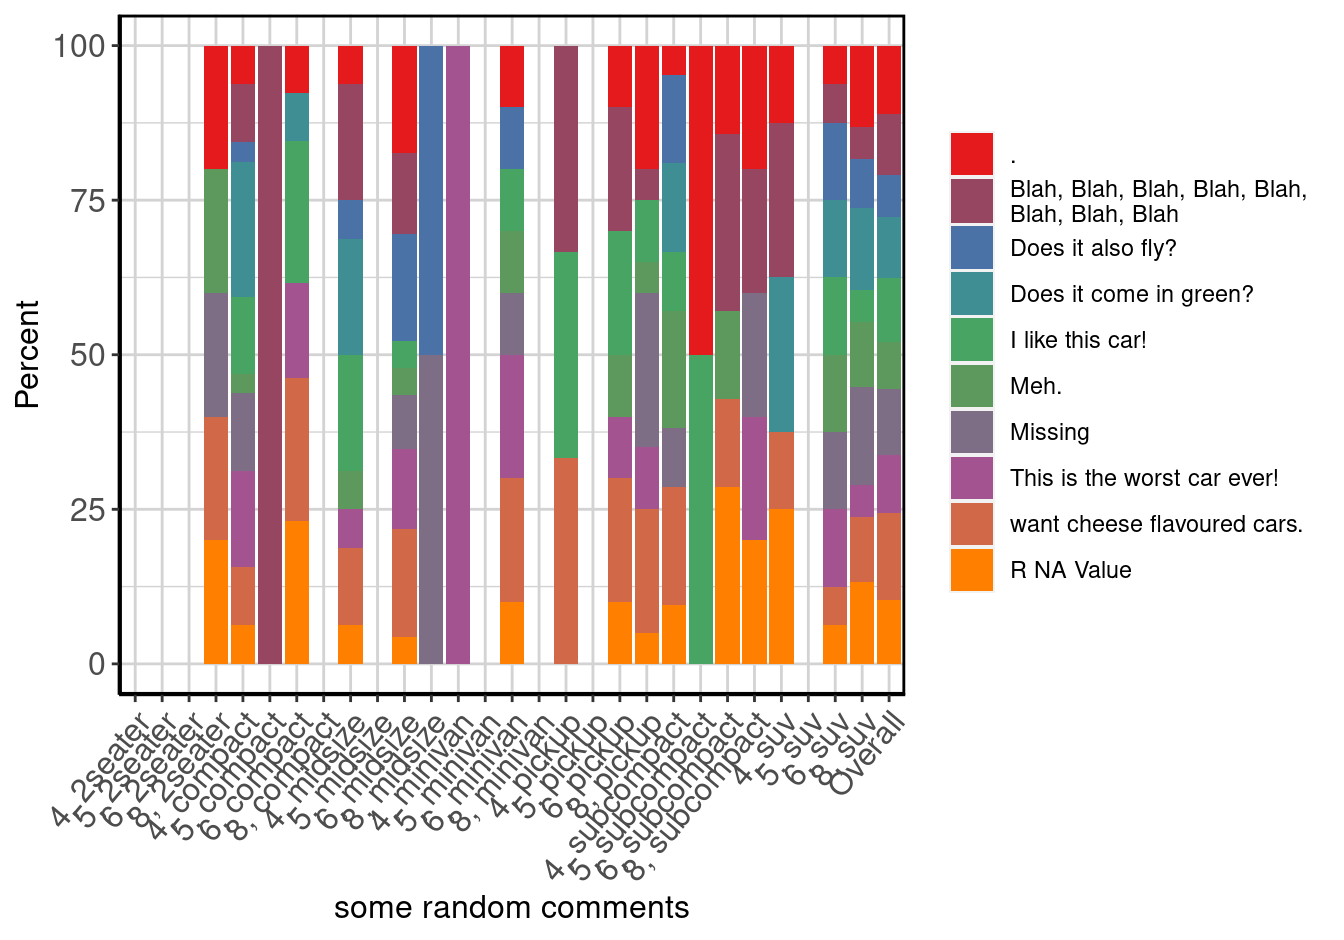 100
75
50
25
0
Percent
4, 2seater
5, 2seater
6, 2seater
8, 2seater
4, compact
5, compact
6, compact
8, compact
4, midsize
5, midsize
6, midsize
8, midsize
4, minivan
5, minivan
6, minivan
8, minivan
4, pickup
5, pickup
6, pickup
8, pickup
4, subcompact
5, subcompact
6, subcompact
8, subcompact
4, suv
5, suv
6, suv
8, suv
Overall
some random comments
.
Blah, Blah, Blah, Blah, Blah,
Blah, Blah, Blah
Does it also fly?
Does it come in green?
I like this car!
Meh.
Missing
This is the worst car ever!
want cheese flavoured cars.
R NA Value